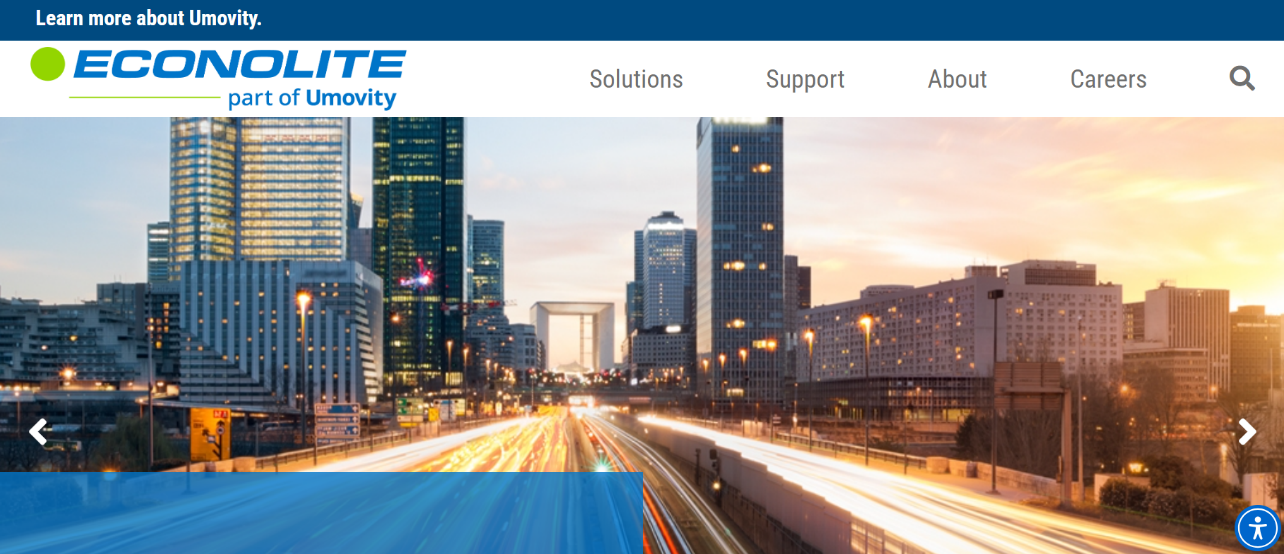 Learn more about Umovity.
ECONOLITE
part of Umovity
Solutions
Support
About
Careers